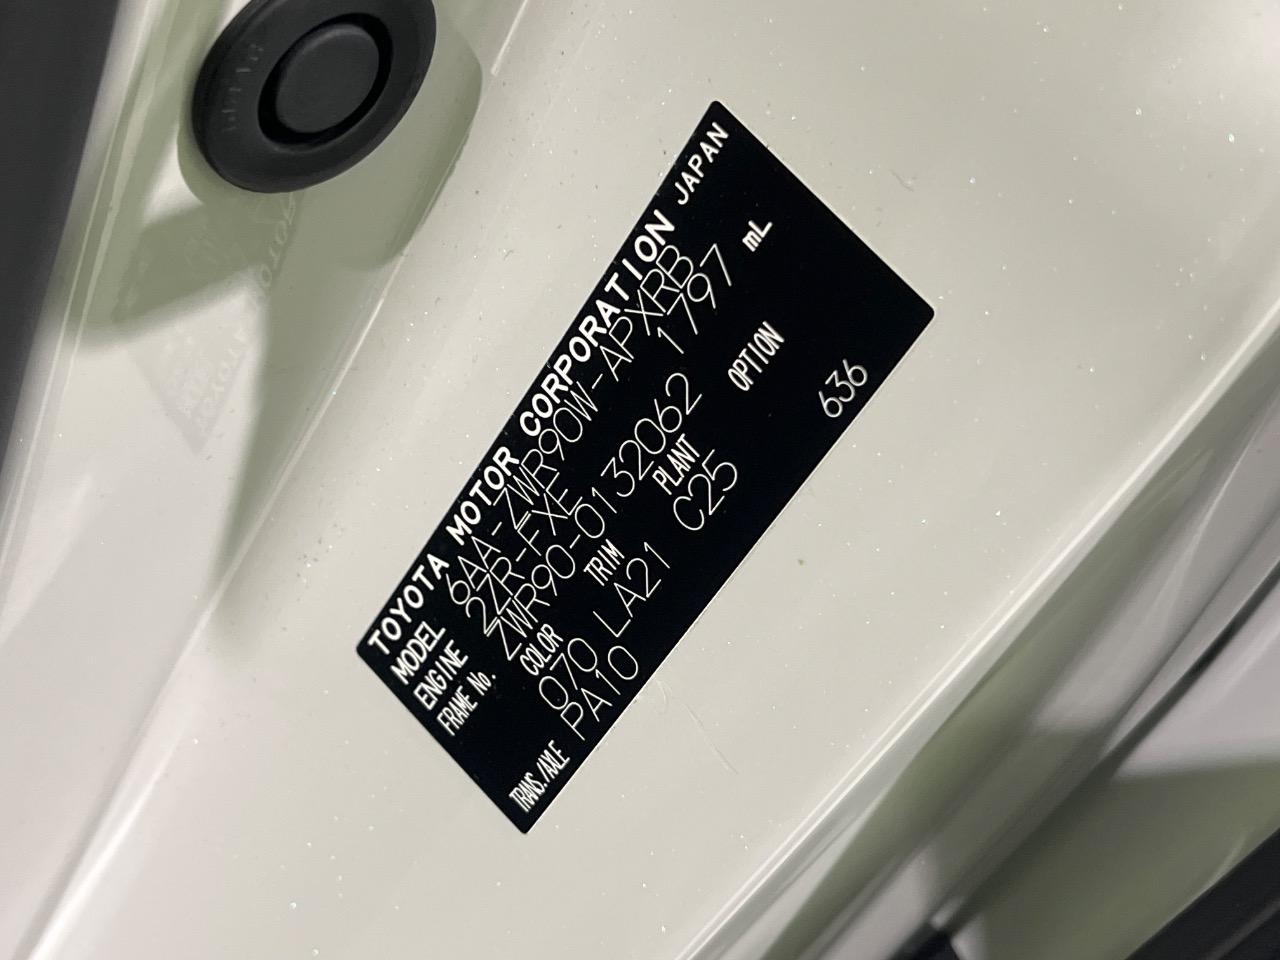 TOYOTA MOTOR CORPORATION JAPAN
MODEL 6AA-ZWR90W-APXRB
ENGINE 2ZR-FXE 1797 mL
FRAME No. ZWR90-0132062
COLOR TRIM PLANT OPTION
070 LA21 C25 636
TRANS./AXLE PA10